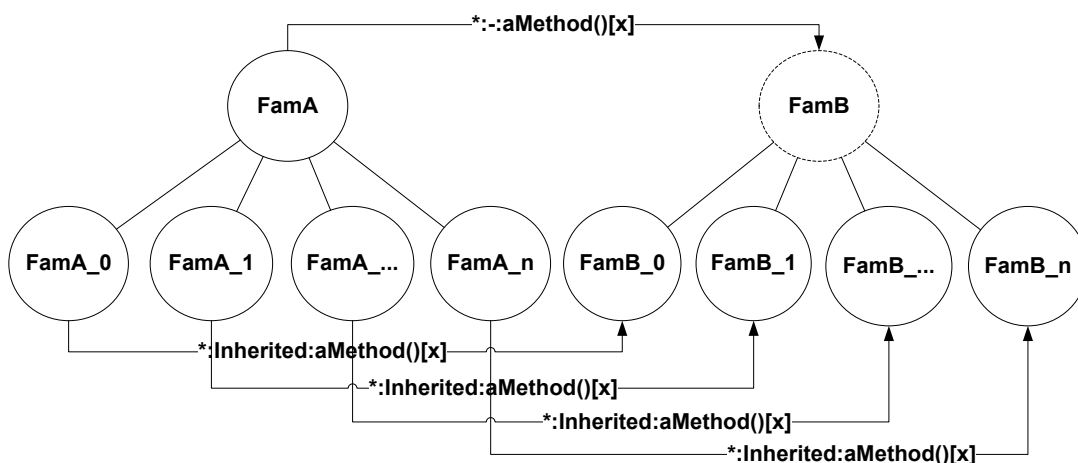 *:-:aMethod()[x]
FamA
FamB
FamA_0
FamA_1
FamA_...
FamA_n
FamB_0
FamB_1
FamB_...
FamB_n
*:Inherited:aMethod()[x]
*:Inherited:aMethod()[x]
*:Inherited:aMethod()[x]
*:Inherited:aMethod()[x]